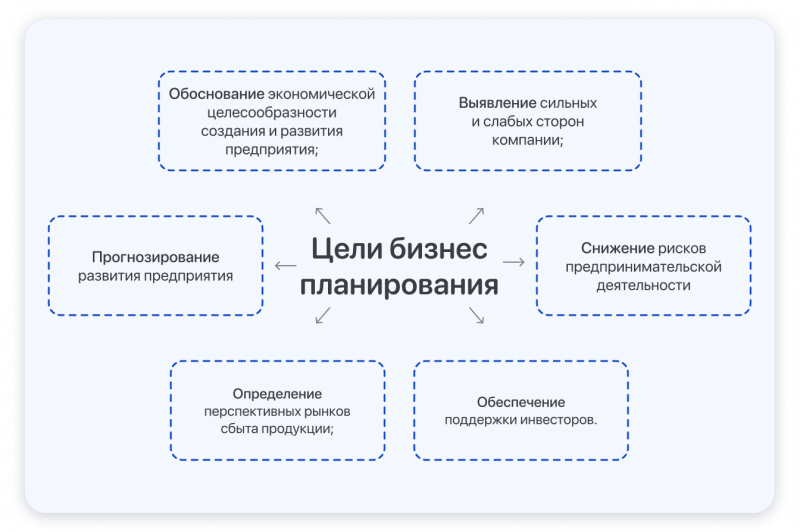 Обоснование экономической
целесообразности
создания и развития
предприятия;
Выявление сильных
и слабых сторон
компании;
Прогнозирование
развития предприятия
Цели бизнес
планирования
Снижение рисков
предпринимательской
деятельности
Определение
перспективных рынков
сбыта продукции;
Обеспечение
поддержки инвесторов.